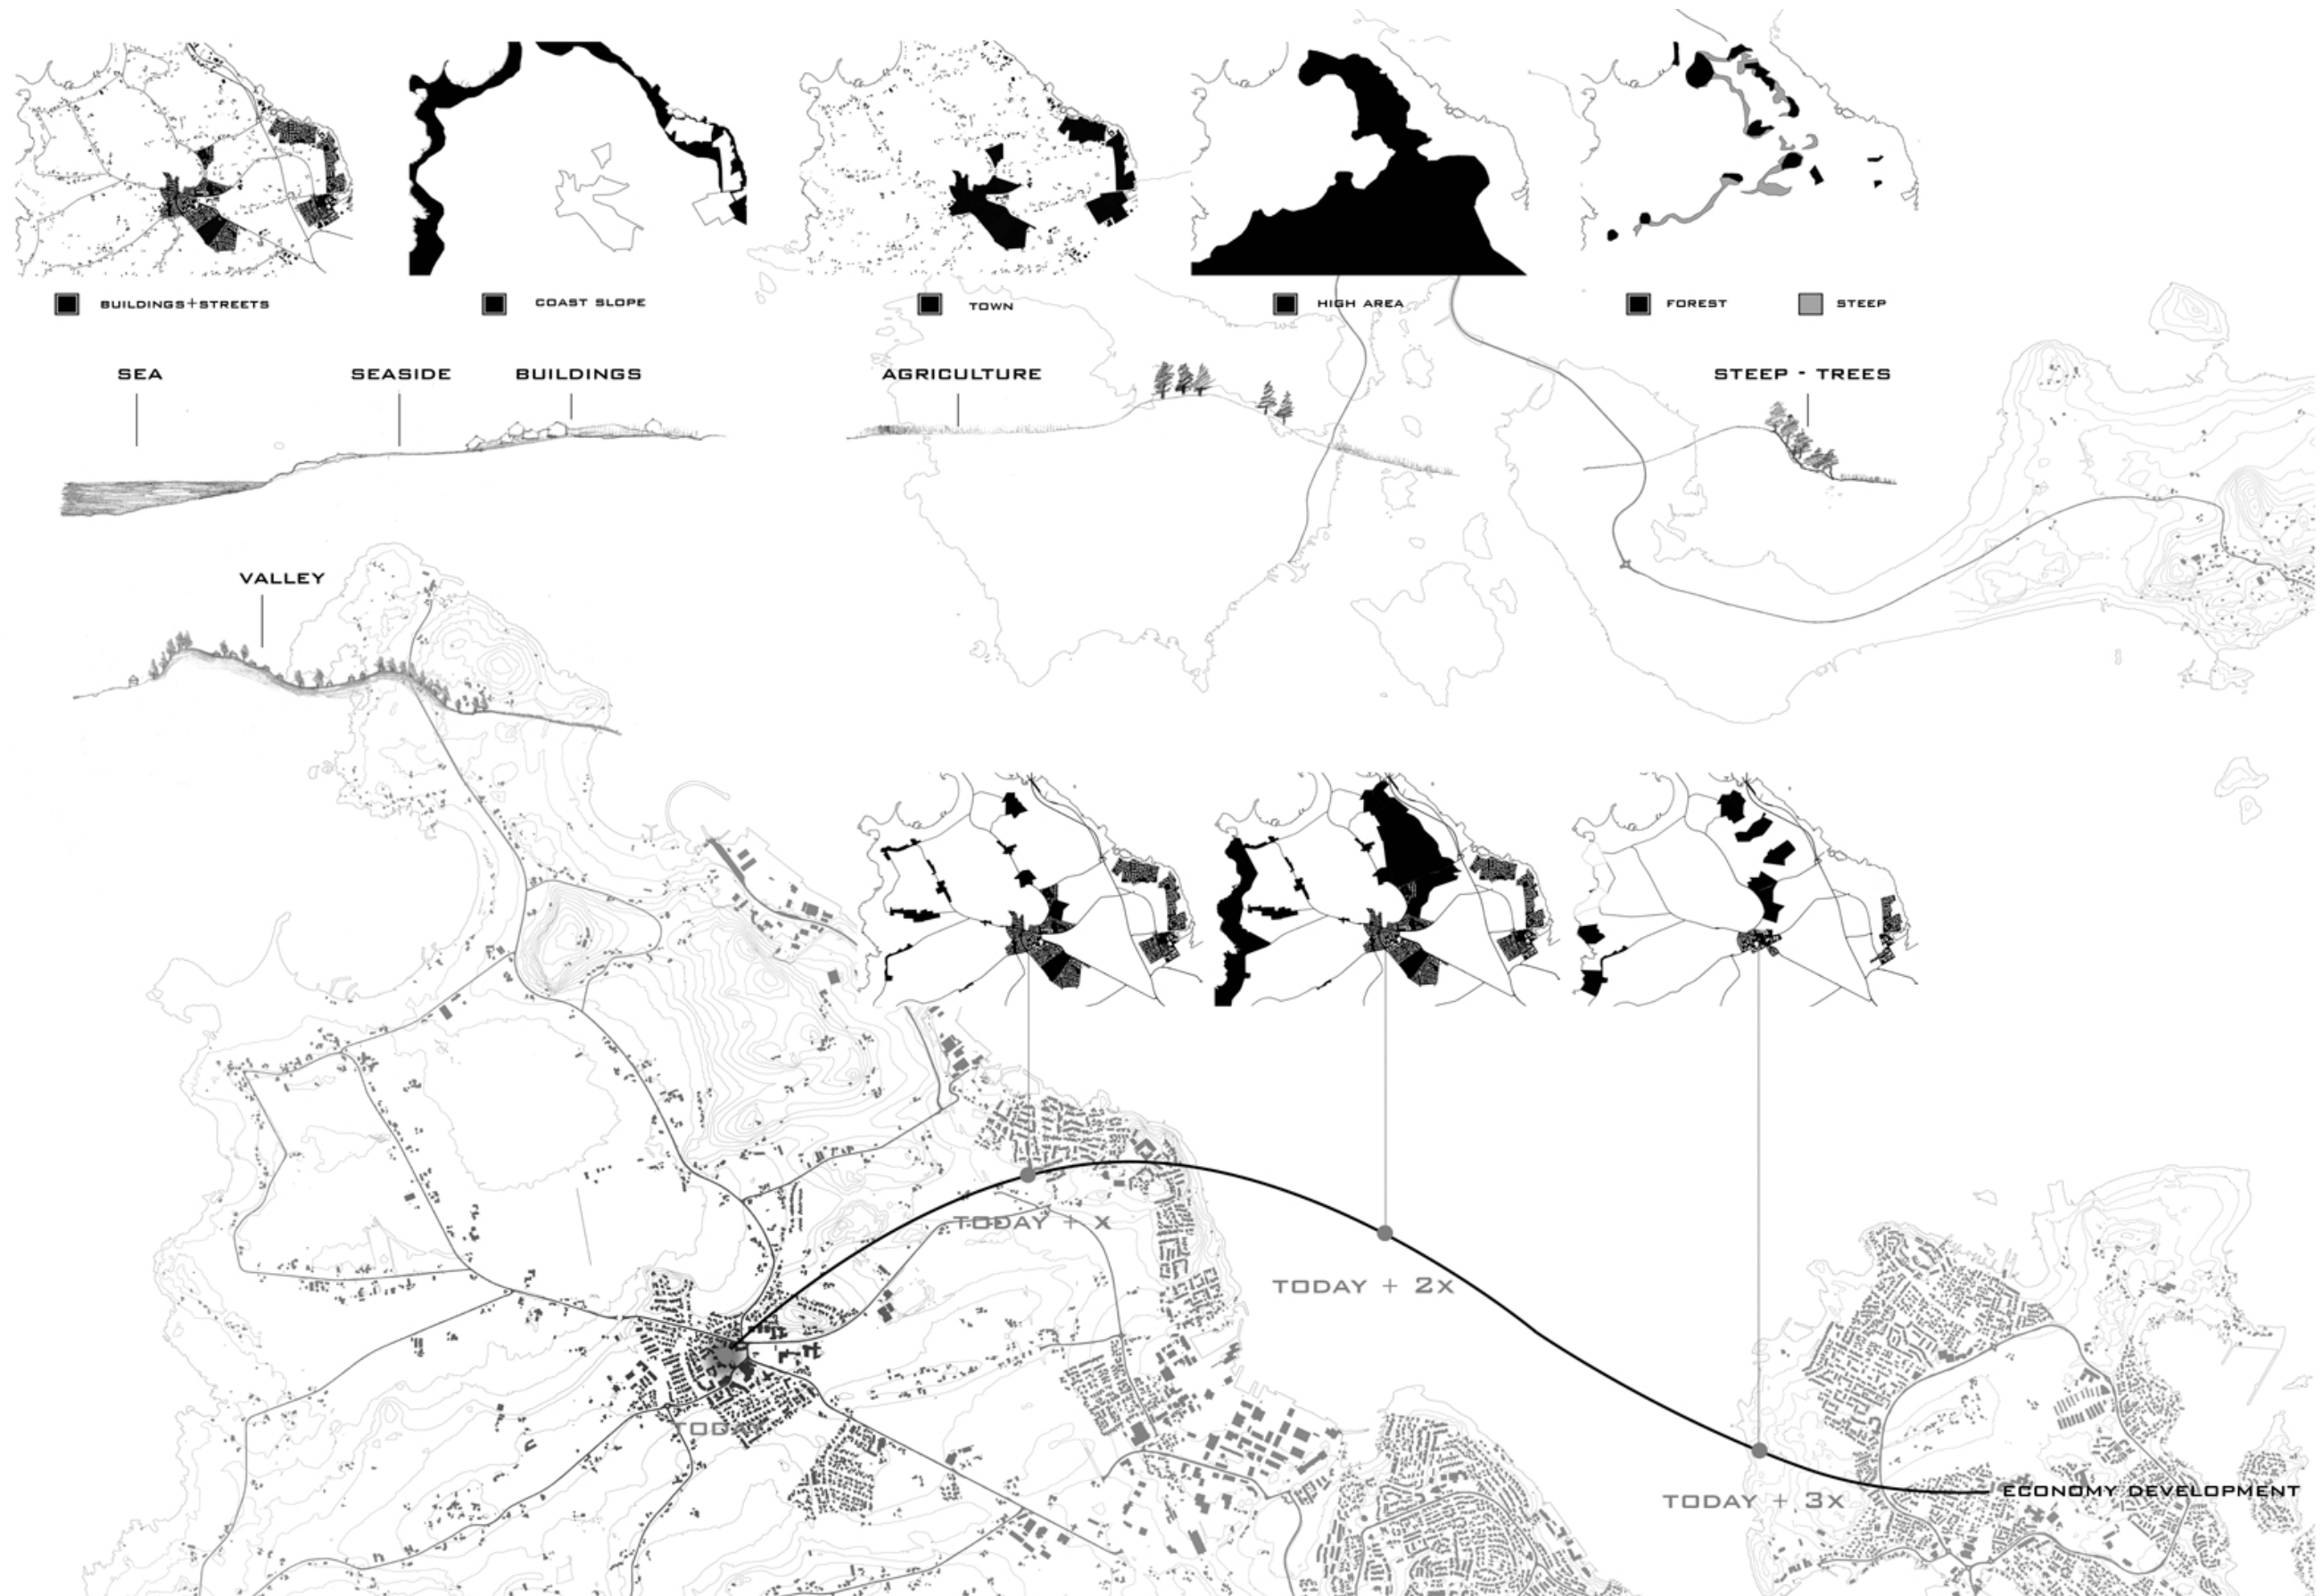 BUILDINGS+STREETS
COAST SLOPE
TOWN
HIGH AREA
FOREST
STEEP
SEA
SEASIDE
BUILDINGS
AGRICULTURE
STEEP - TREES
VALLEY
TODAY + X
TODAY + 2X
TODAY + 3X
ECONOMY DEVELOPMENT